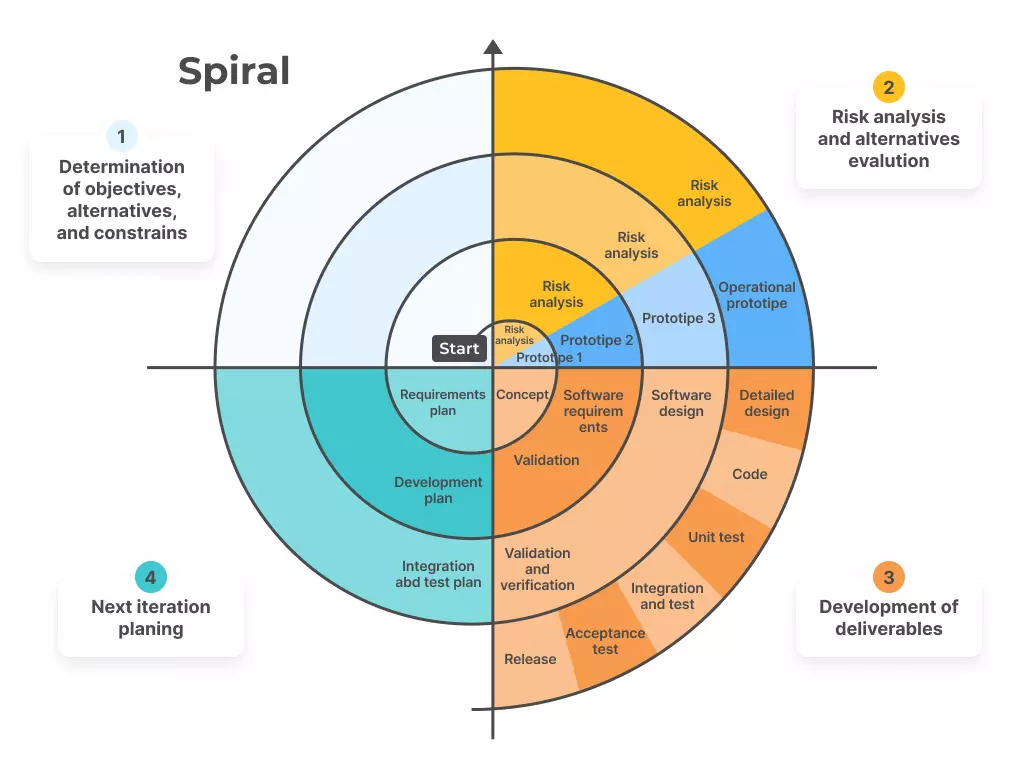 Spiral
1
Determination
of objectives,
alternatives,
and constrains
2
Risk analysis
and alternatives
evalution
Risk
analysis
Risk
analysis
Risk
analysis
Risk
analysis
Operational
prototipe
Prototipe 3
Prototipe 2
Prototipe 1
Start
Requirements
plan
Concept
Software
requirem
ents
Software
design
Detailed
design
Validation
Code
Development
plan
Unit test
Integration
abd test plan
Validation
and
verification
Integration
and test
Acceptance
test
Release
4
Next iteration
planing
3
Development of
deliverables